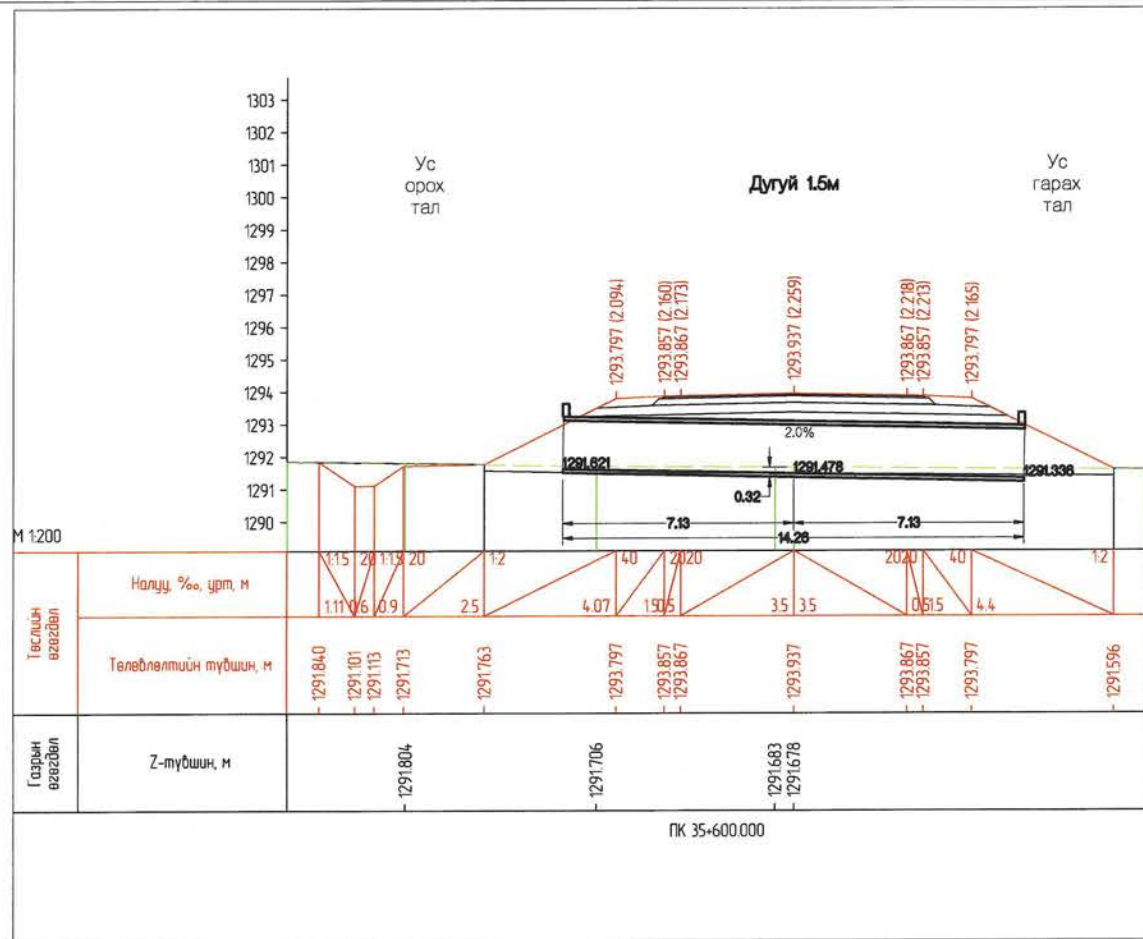 1303
1302
1301
1300
1299
1298
1297
1296
1295
1294
1293
1292
1291
1290
Ус
орох
тал
Дугуй 1.5м
Ус
гарах
тал
1293.797 (2.094)
1293.857 (2.160)
1293.867 (2.173)
1293.937 (2.259)
1293.867 (2.218)
1293.857 (2.213)
1293.797 (2.165)
2.0%
1291.621
1291.478
1291.336
0.32
7.13
7.13
14.26
М 1:200
Төслийн өгөгдөл
Налуу, ‰, урт, м
1:1.5 20 1:1.5 20 1:2 40 20 20 20 20 40 1:2
1.11 0.6 0.9 2.5 4.07 1.5 0.5 3.5 3.5 0.5 1.5 4.4
Төлөвлөлтийн түвшин, м
1291.840
1291.101
1291.113
1291.713
1291.763
1293.797
1293.857
1293.867
1293.937
1293.867
1293.857
1293.797
1291.596
Газрын өгөгдөл
Z-түвшин, м
1291.804
1291.706
1291.683
1291.678
ПК 35+600.000